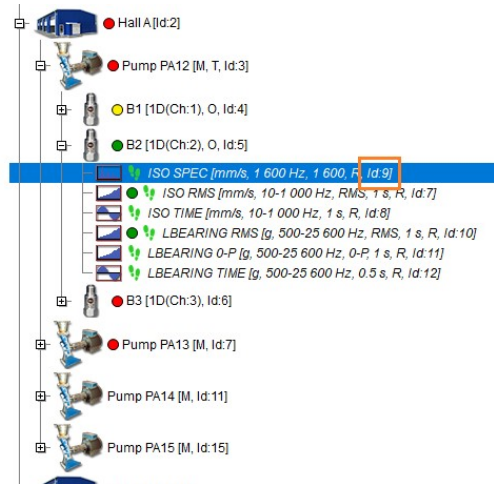 Hall A [Id:2]
Pump PA12 [M, T, Id:3]
B1 [1D(Ch:1), O, Id:4]
B2 [1D(Ch:2), O, Id:5]
ISO SPEC [mm/s, 1 600 Hz, 1 600, R, Id:9]
ISO RMS [mm/s, 10-1 000 Hz, RMS, 1 s, R, Id:7]
ISO TIME [mm/s, 10-1 000 Hz, 1 s, R, Id:8]
LBEARING RMS [g, 500-25 600 Hz, RMS, 1 s, R, Id:10]
LBEARING 0-P [g, 500-25 600 Hz, 0-P, 1 s, R, Id:11]
LBEARING TIME [g, 500-25 600 Hz, 0.5 s, R, Id:12]
B3 [1D(Ch:3), Id:6]
Pump PA13 [M, Id:7]
Pump PA14 [M, Id:11]
Pump PA15 [M, Id:15]